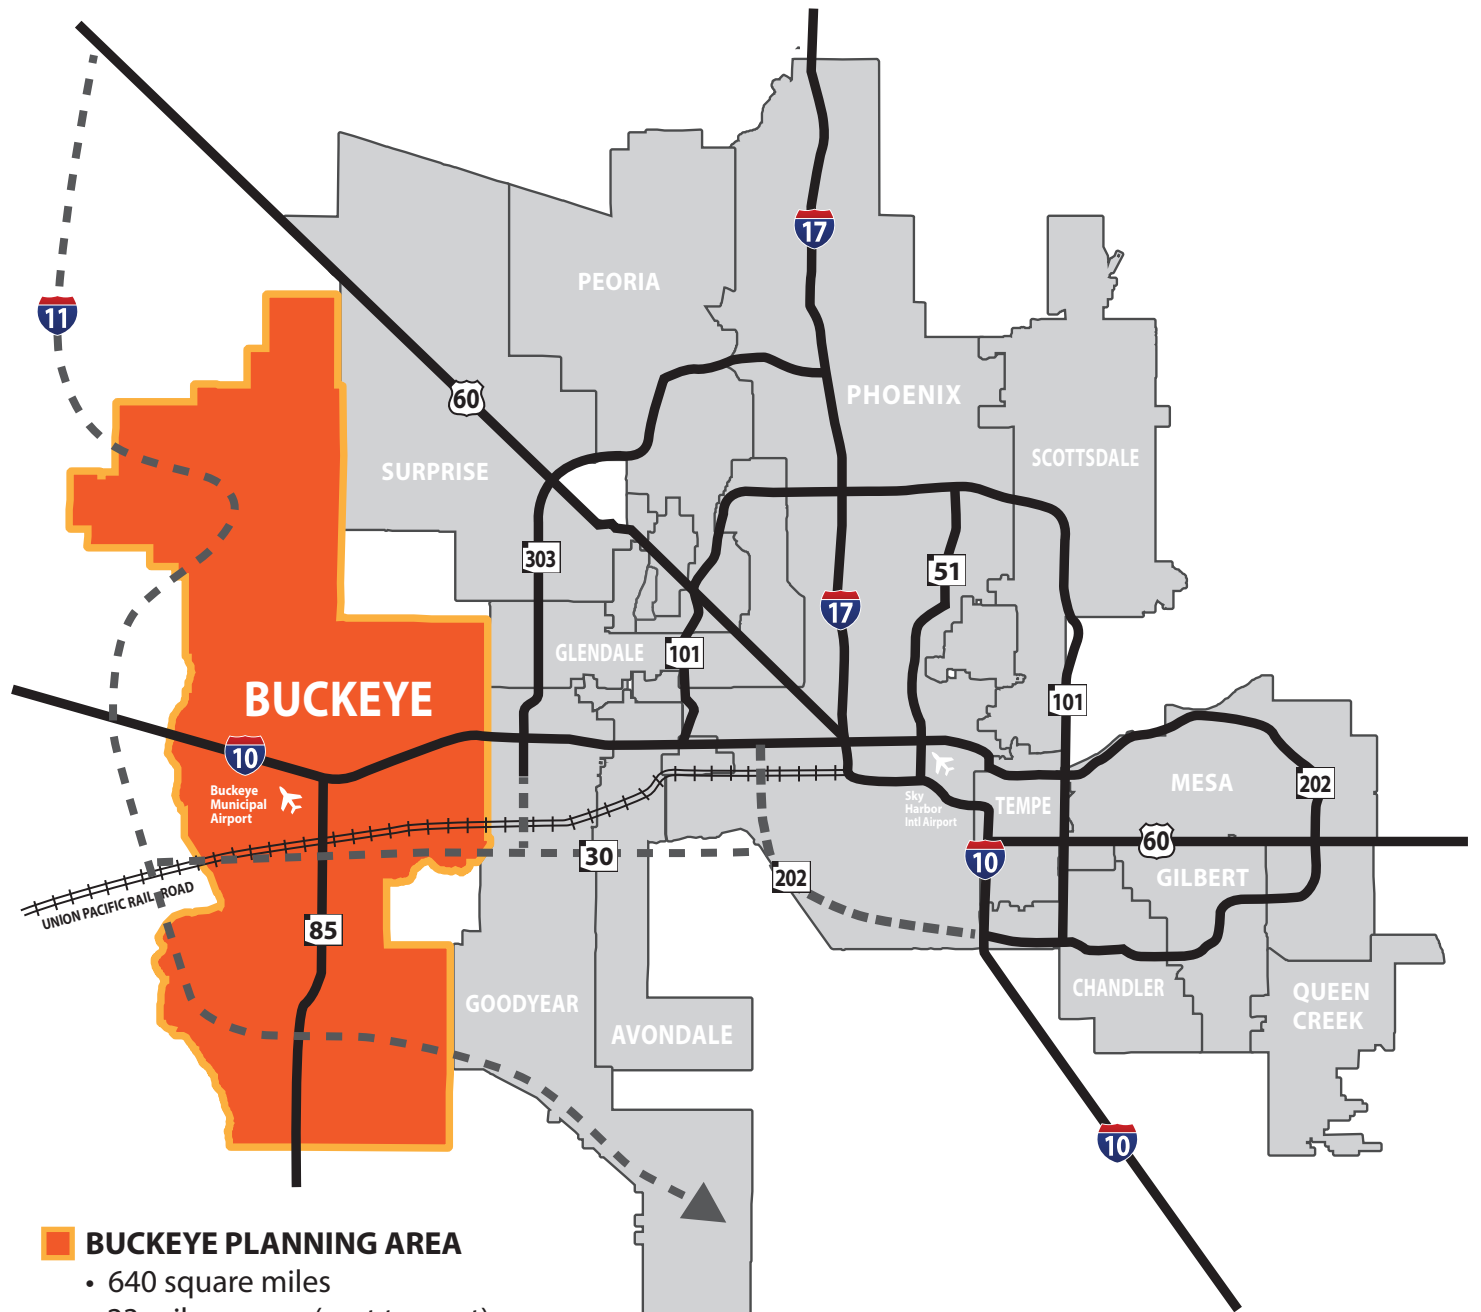 17
PEORIA
11
60
PHOENIX
SCOTTSDALE
SURPRISE
303
51
17
GLENDALE
101
BUCKEYE
101
10
Buckeye
Municipal
Airport
MESA
202
Sky
Harbor
Intl Airport
TEMPE
60
30
10
202
GILBERT
UNION PACIFIC RAILROAD
85
GOODYEAR
CHANDLER
QUEEN
CREEK
AVONDALE
10
BUCKEYE PLANNING AREA
• 640 square miles